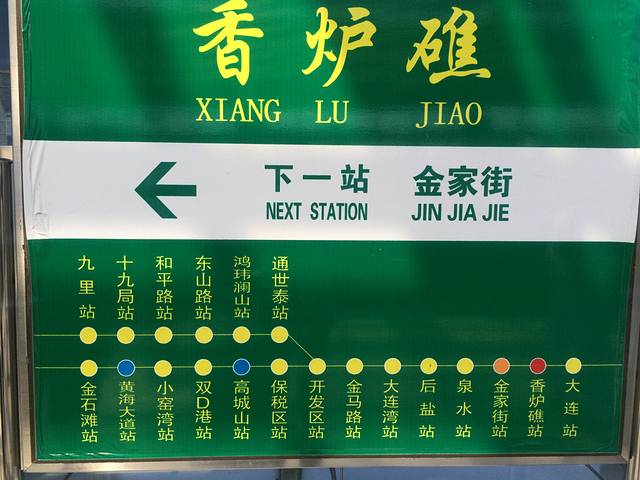 香炉礁
XIANG LU JIAO
下一站 金家街
NEXT STATION JIN JIA JIE
九里站
十九局站
和平路站
东山路站
鸿玮澜山站
通世泰站
金石滩站
黄海大道站
小窑湾站
双D港站
高城山站
保税区站
开发区站
金马路站
大连湾站
后盐站
泉水站
金家街站
香炉礁站
大连站